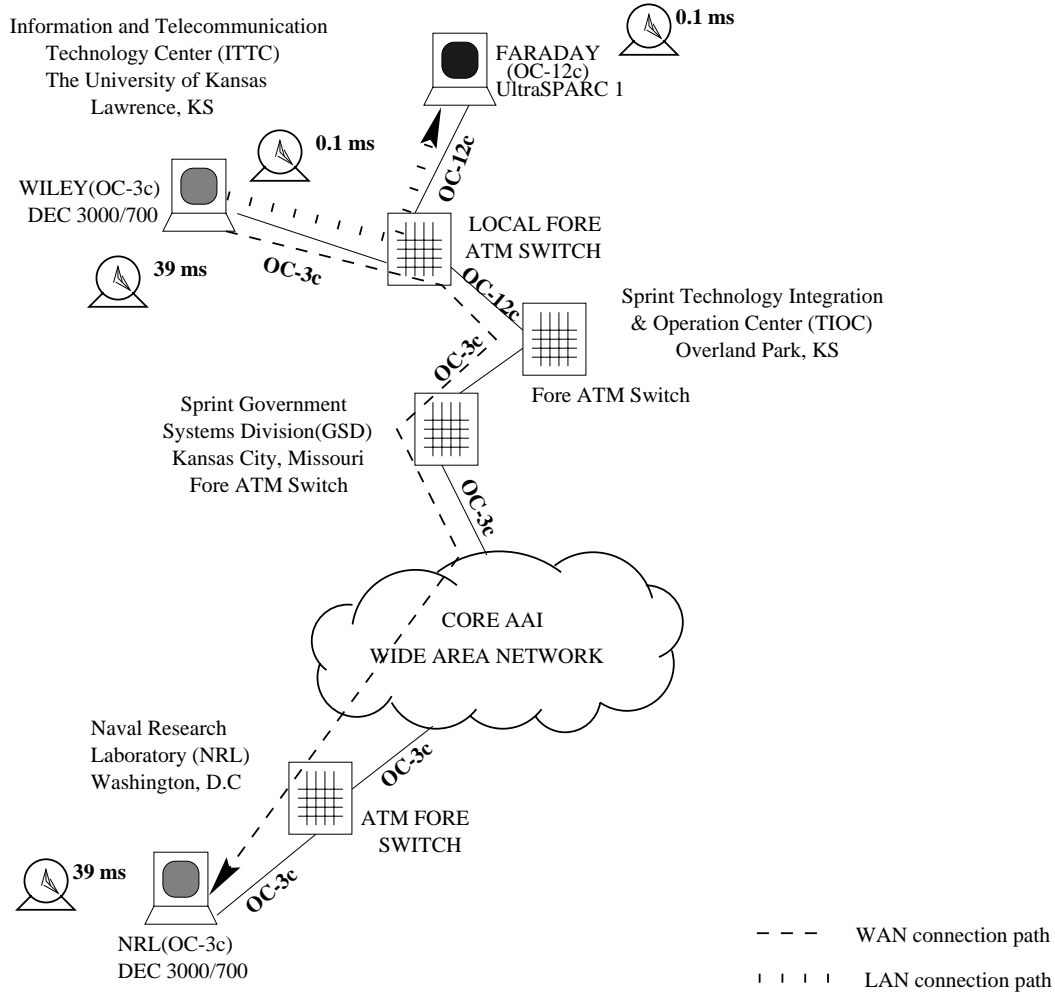 Information and Telecommunication
Technology Center (ITTC)
The University of Kansas
Lawrence, KS
0.1 ms
FARADAY
(OC-12c)
UltraSPARC 1
0.1 ms
OC-12c
WILEY(OC-3c)
DEC 3000/700
LOCAL FORE
ATM SWITCH
39 ms
OC-3c
OC-12c
Sprint Technology Integration
& Operation Center (TIOC)
Overland Park, KS
OC-3c
Fore ATM Switch
Sprint Government
Systems Division(GSD)
Kansas City, Missouri
Fore ATM Switch
OC-3c
CORE AAI
WIDE AREA NETWORK
Naval Research
Laboratory (NRL)
Washington, D.C
OC-3c
ATM FORE
SWITCH
39 ms
OC-3c
NRL(OC-3c)
DEC 3000/700
WAN connection path
LAN connection path